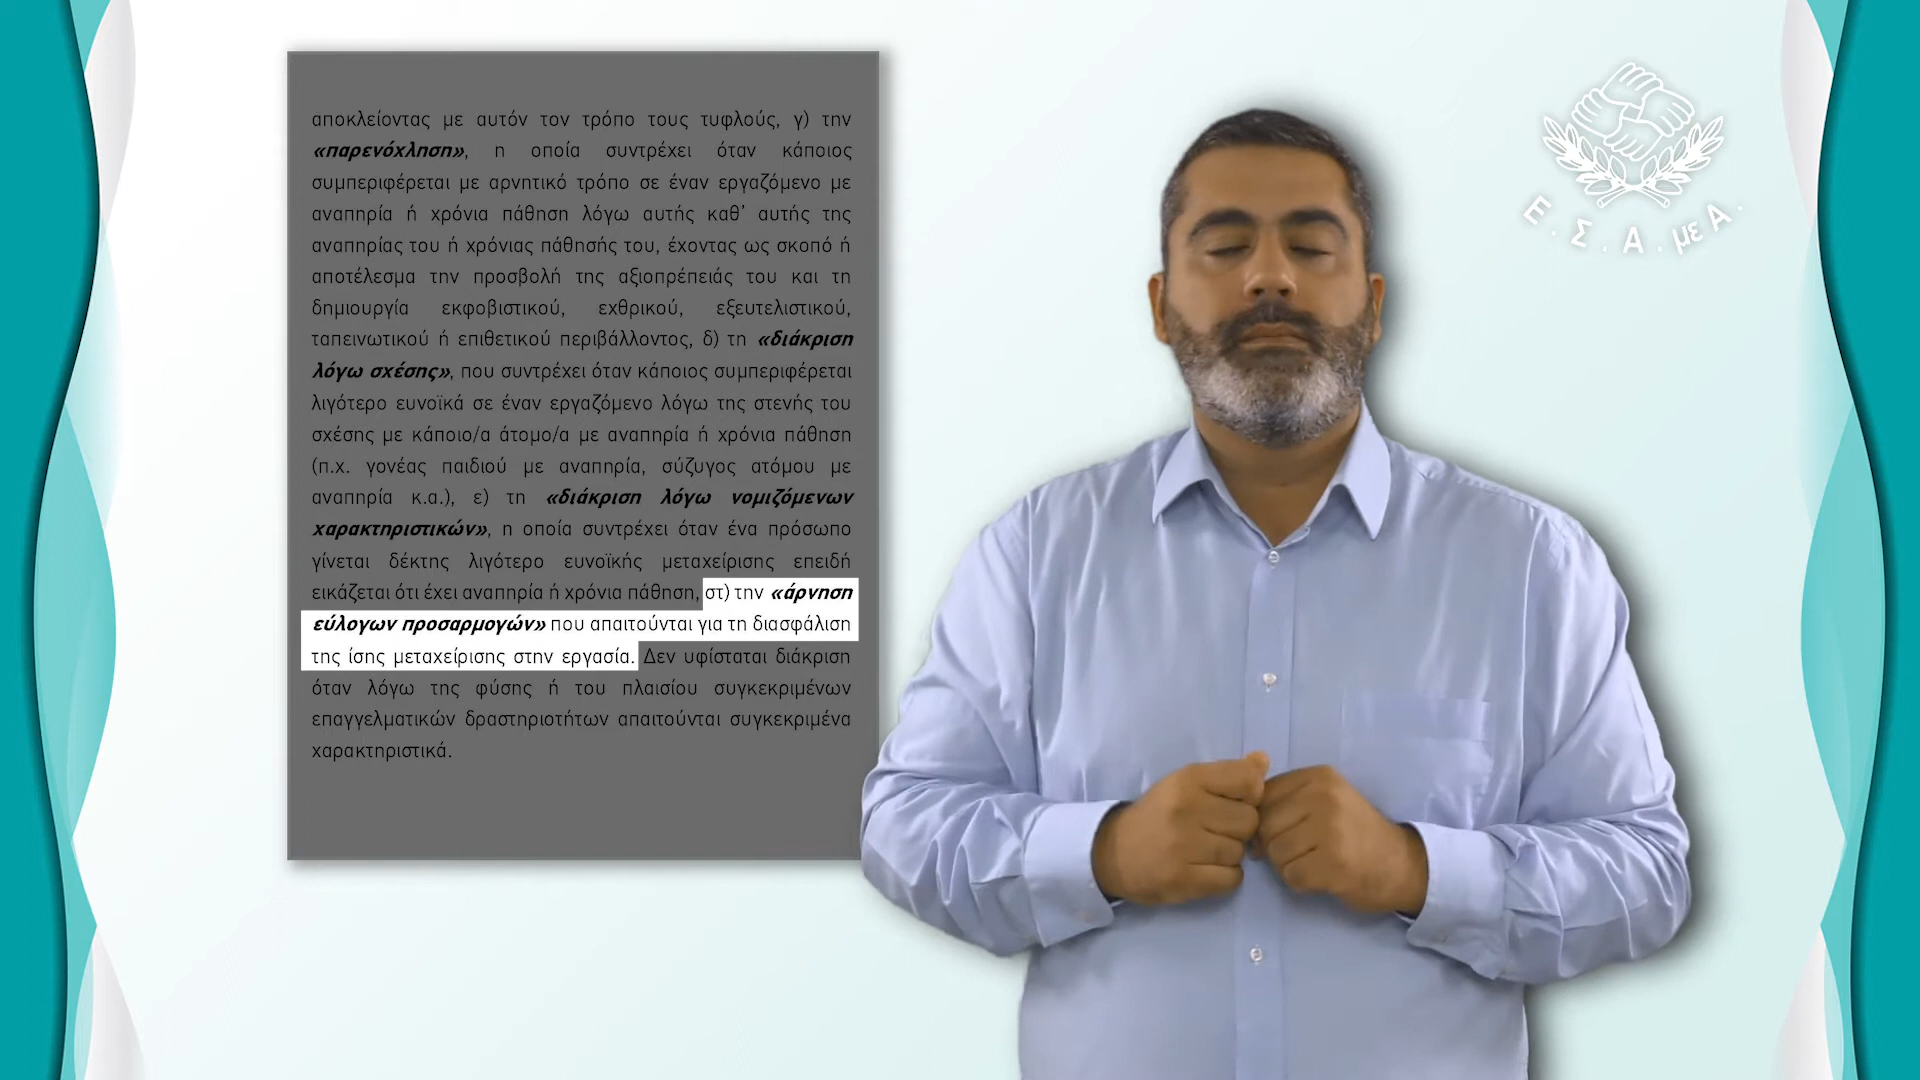 αποκλείοντας με αυτόν τον τρόπο τους τυφλούς, γ) την
«παρενόχληση», η οποία συντρέχει όταν κάποιος
συμπεριφέρεται με αρνητικό τρόπο σε έναν εργαζόμενο με
αναπηρία ή χρόνια πάθηση λόγω αυτής καθ’ αυτής της
αναπηρίας του ή χρόνιας πάθησής του, έχοντας ως σκοπό ή
αποτέλεσμα την προσβολή της αξιοπρέπειάς του και τη
δημιουργία εκφοβιστικού, εχθρικού, εξευτελιστικού,
ταπεινωτικού ή επιθετικού περιβάλλοντος, δ) τη «διάκριση
λόγω σχέσης», που συντρέχει όταν κάποιος συμπεριφέρεται
λιγότερο ευνοϊκά σε έναν εργαζόμενο λόγω της στενής του
σχέσης με κάποιο/α άτομο/α με αναπηρία ή χρόνια πάθηση
(π.χ. γονέας παιδιού με αναπηρία, σύζυγος ατόμου με
αναπηρία κ.α.), ε) τη «διάκριση λόγω νομιζόμενων
χαρακτηριστικών», η οποία συντρέχει όταν ένα πρόσωπο
γίνεται δέκτης λιγότερο ευνοϊκής μεταχείρισης επειδή
εικάζεται ότι έχει αναπηρία ή χρόνια πάθηση, στ) την «άρνηση
εύλογων προσαρμογών» που απαιτούνται για τη διασφάλιση
της ίσης μεταχείρισης στην εργασία. Δεν υφίσταται διάκριση
όταν λόγω της φύσης ή του πλαισίου συγκεκριμένων
επαγγελματικών δραστηριοτήτων απαιτούνται συγκεκριμένα
χαρακτηριστικά.
Ε.Σ.Α.μεΑ.